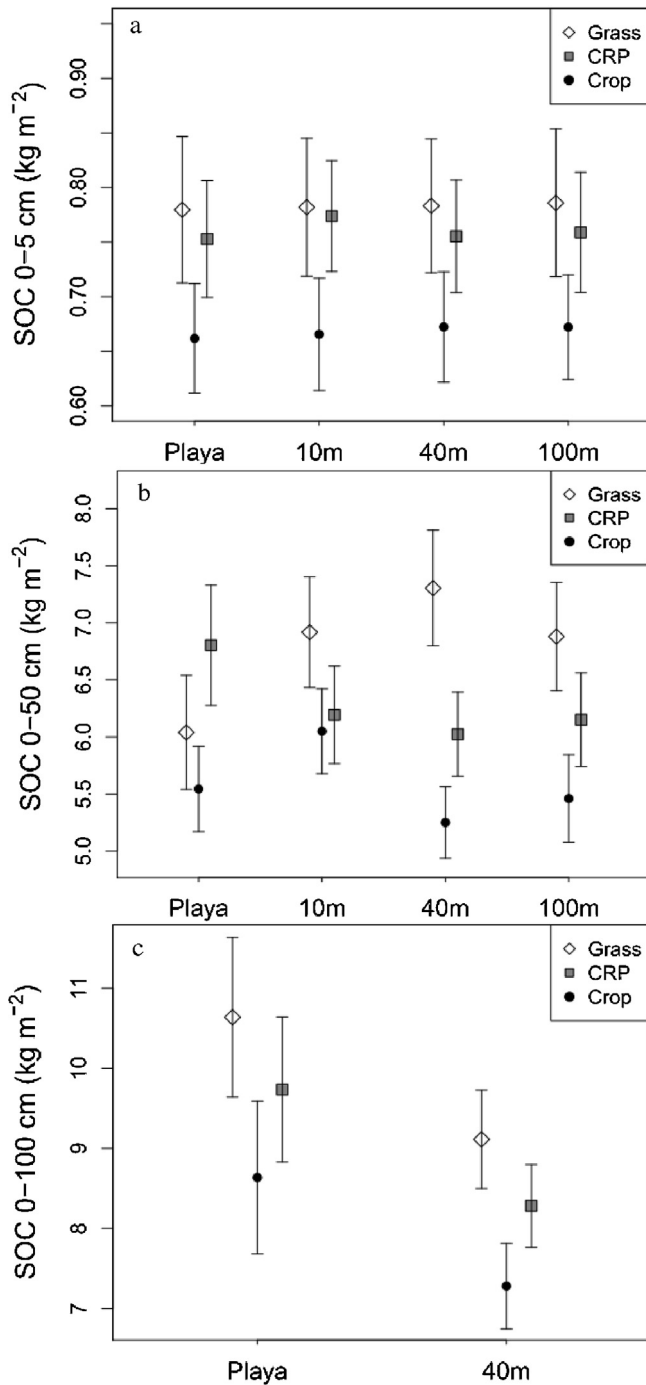 a
Grass
CRP
Crop
SOC 0−5 cm (kg m−2)
0.90
0.80
0.70
0.60
Playa 10m 40m 100m
b
Grass
CRP
Crop
SOC 0−50 cm (kg m−2)
8.0
7.5
7.0
6.5
6.0
5.5
5.0
Playa 10m 40m 100m
c
Grass
CRP
Crop
SOC 0−100 cm (kg m−2)
11
10
9
8
7
Playa 40m